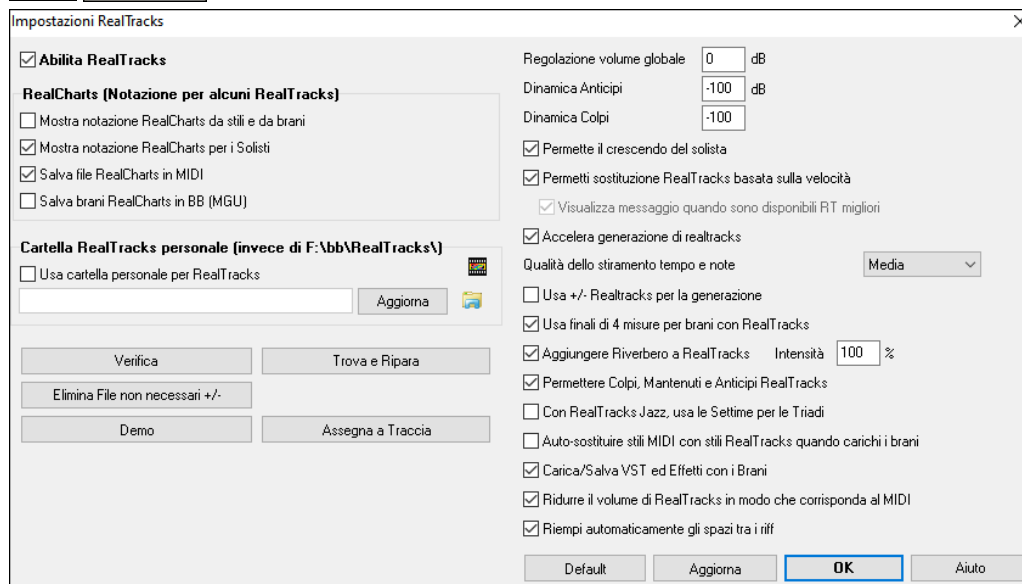 Impostazioni RealTracks
Abilita RealTracks
RealCharts (Notazione per alcuni RealTracks)
Mostra notazione RealCharts da stili e da brani
Mostra notazione RealCharts per i Solisti
Salva file RealCharts in MIDI
Salva brani RealCharts in BB (MGU)
Cartella RealTracks personale (invece di F:\bb\RealTracks\)
Usa cartella personale per RealTracks
Aggiorna
Verifica
Trova e Ripara
Elimina File non necessari +/-
Demo
Assegna a Traccia
Regolazione volume globale 0 dB
Dinamica Anticipi -100 dB
Dinamica Colpi -100
Permette il crescendo del solista
Permetti sostituzione RealTracks basata sulla velocità
Visualizza messaggio quando sono disponibili RT migliori
Accelera generazione di realtracks
Qualità dello stiramento tempo e note Media
Usa +/- Realtracks per la generazione
Usa finali di 4 misure per brani con RealTracks
Aggiungere Riverbero a RealTracks Intensità 100 %
Permettere Colpi, Mantenuti e Anticipi RealTracks
Con RealTracks Jazz, usa le Settime per le Triadi
Auto-sostituire stili MIDI con stili RealTracks quando carichi i brani
Carica/Salva VST ed Effetti con i Brani
Ridurre il volume di RealTracks in modo che corrisponda al MIDI
Riempi automaticamente gli spazi tra i riff
Default
Aggiorna
OK
Aiuto